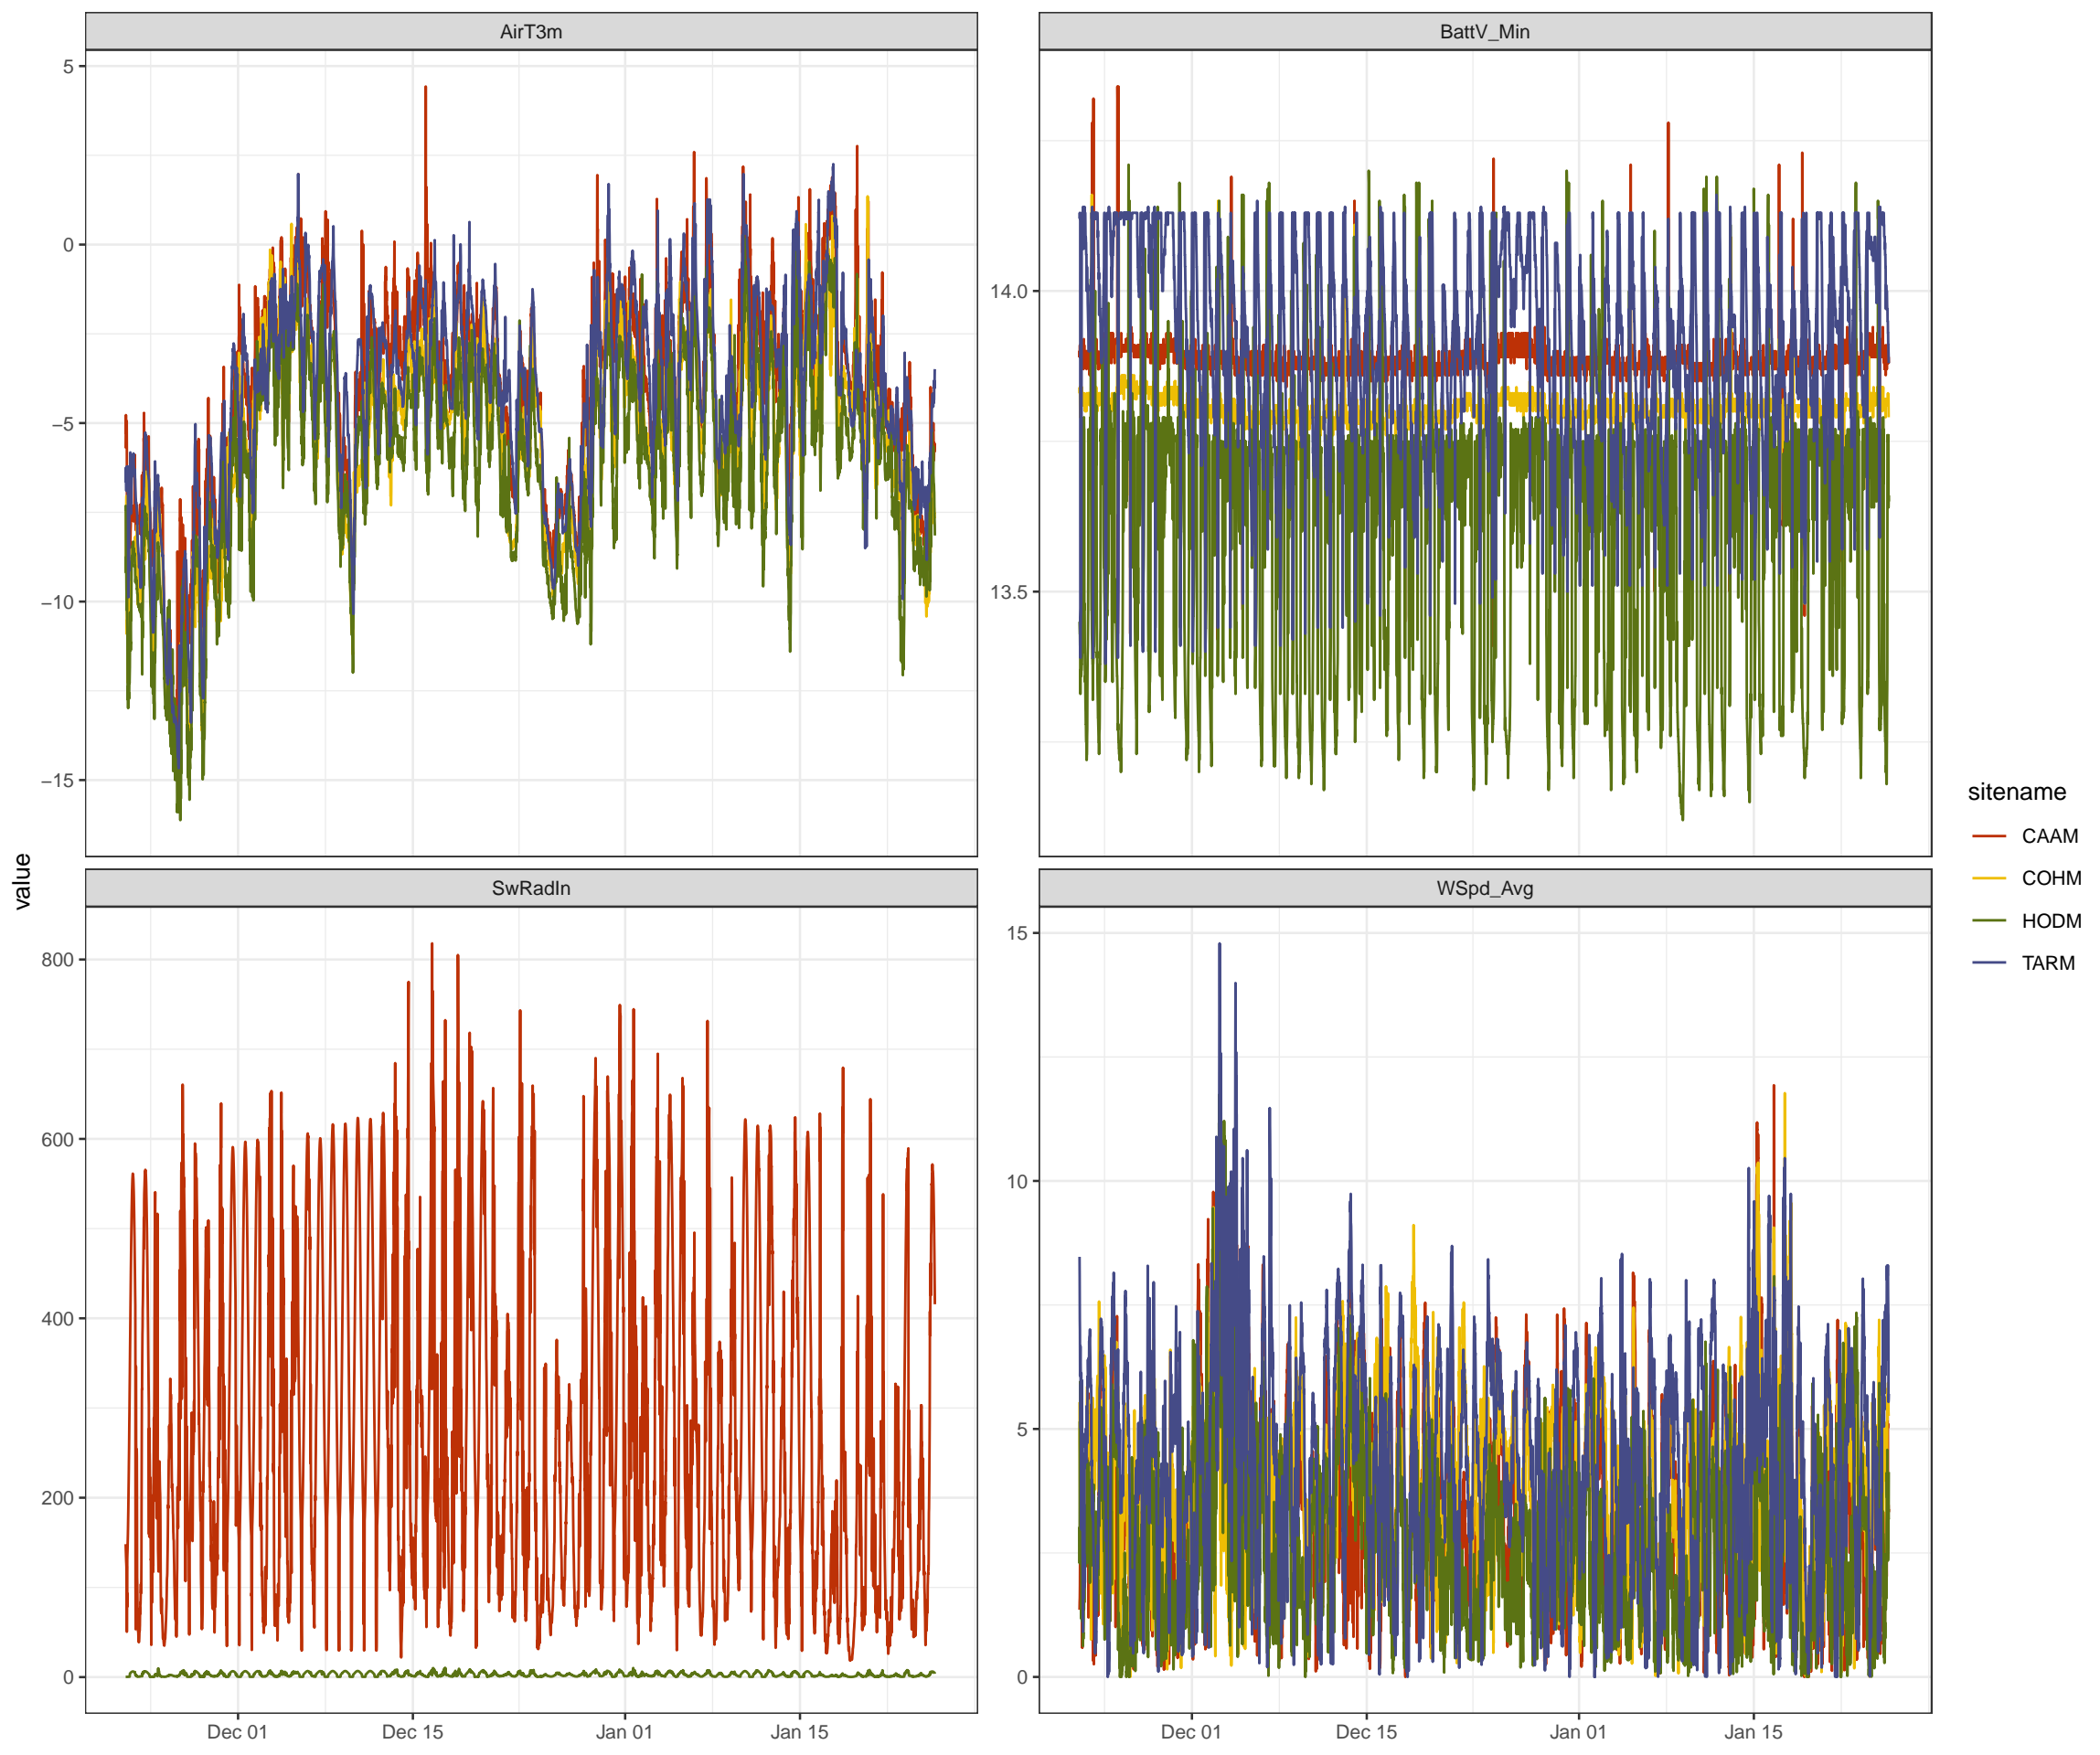 AirT3m
BattV_Min
5
0
−5
−10
−15
14.0
13.5
SwRadIn
WSpd_Avg
800
600
400
200
0
15
10
5
0
Dec 01
Dec 15
Jan 01
Jan 15
Dec 01
Dec 15
Jan 01
Jan 15
value
sitename
CAAM
COHM
HODM
TARM